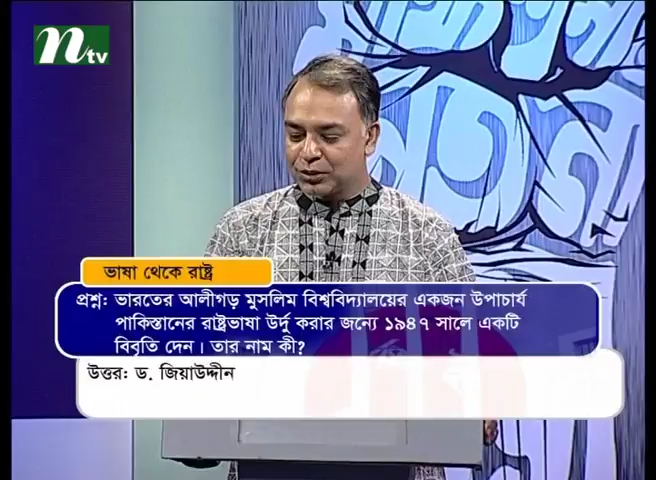 ntv
ভাষা থেকে রাষ্ট্র
প্রশ্ন: ভারতের আলীগড় মুসলিম বিশ্ববিদ্যালয়ের একজন উপাচার্য
পাকিস্তানের রাষ্ট্রভাষা উর্দু করার জন্যে ১৯৪৭ সালে একটি
বিবৃতি দেন। তার নাম কী?
উত্তর: ড. জিয়াউদ্দীন